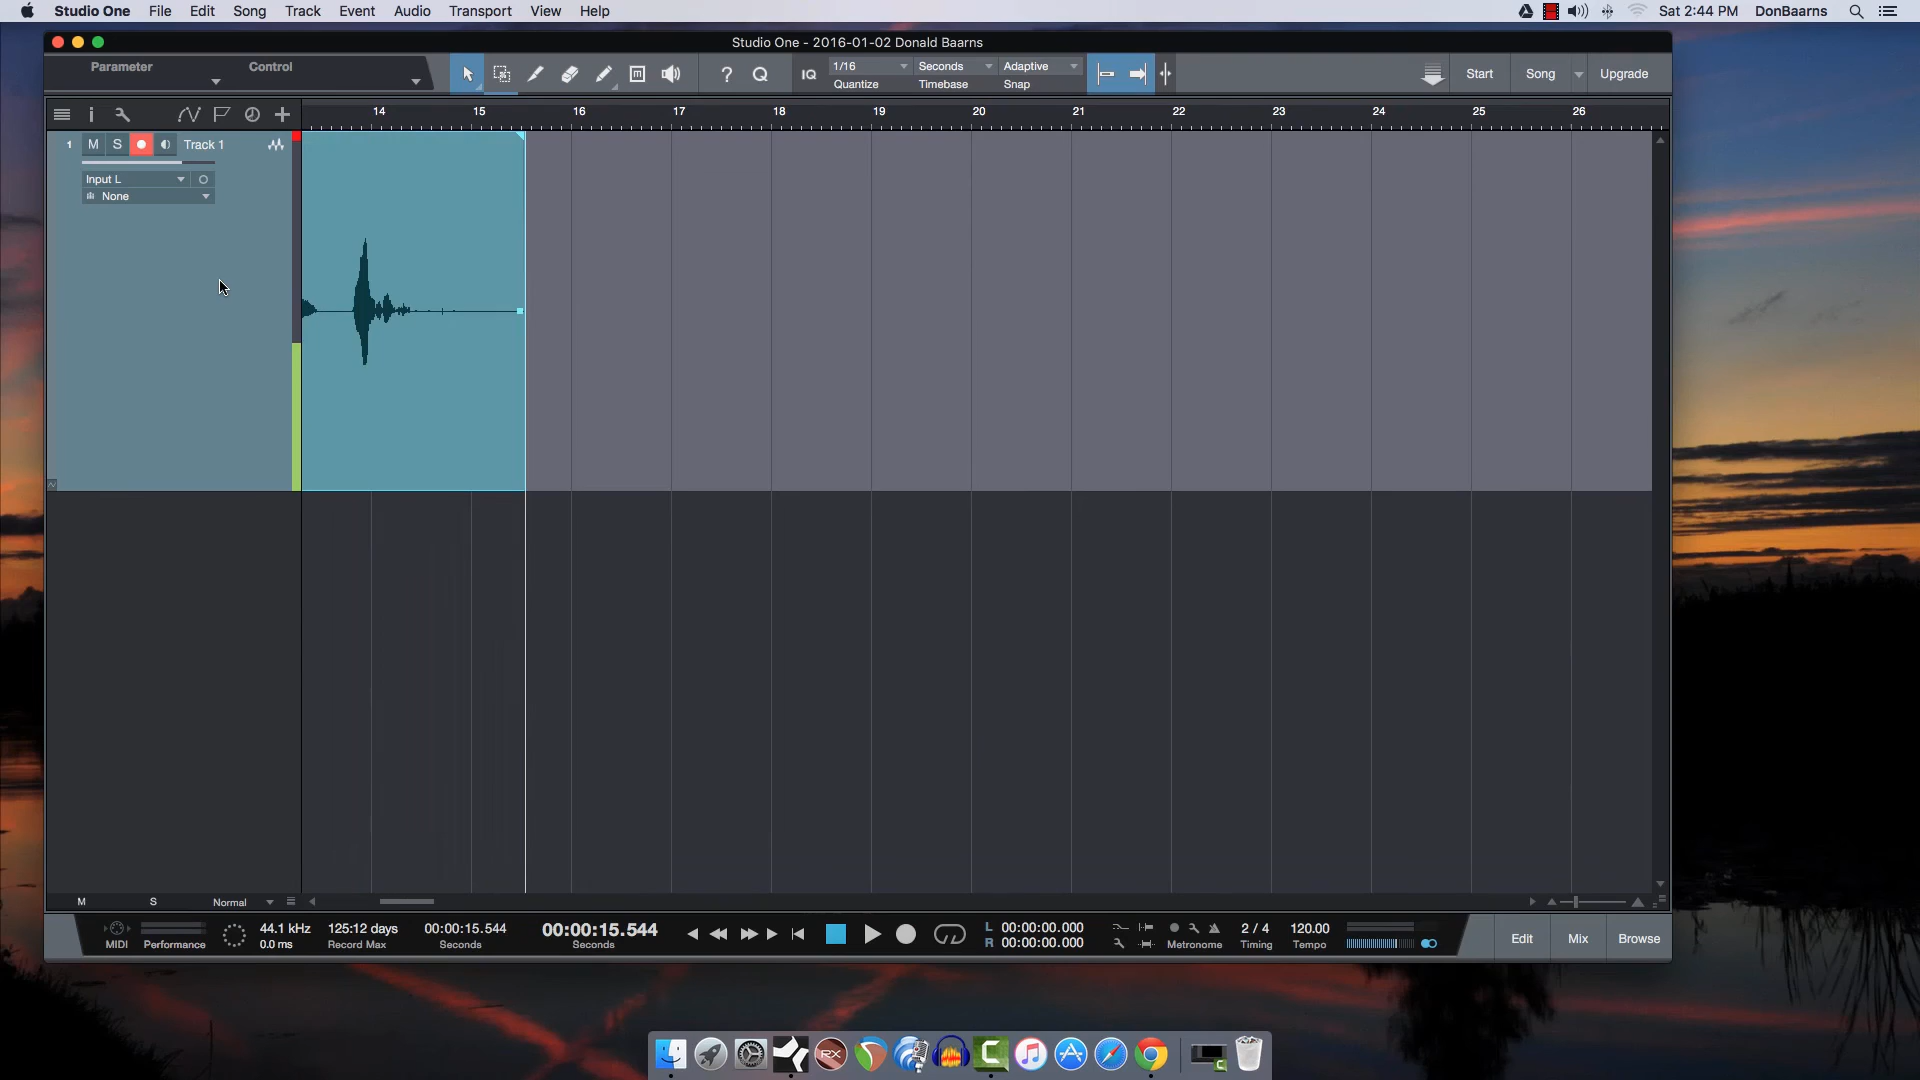 Studio One File Edit Song Track Event Audio Transport View Help
Sat 2:44 PM DonBaarns
Studio One - 2016-01-02 Donald Baarns
Parameter Control
? Q IQ 1/16 Seconds Adaptive
Quantize Timebase Snap
Start Song Upgrade
i 14 15 16 17 18 19 20 21 22 23 24 25 26
1 M S Track 1
Input L
None
M S Normal
MIDI Performance
44.1 kHz
0.0 ms
125:12 days
Record Max
00:00:15.544
Seconds
00:00:15.544
Seconds
L 00:00:00.000
R 00:00:00.000
Metronome
2 / 4
Timing
120.00
Tempo
Edit Mix Browse
RX